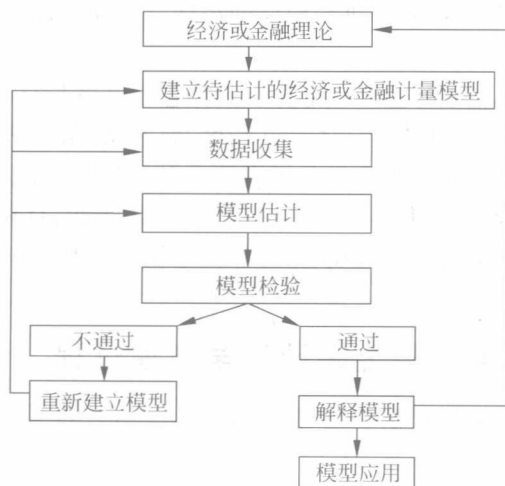 经济或金融理论
建立待估计的经济或金融计量模型
数据收集
模型估计
模型检验
不通过
通过
重新建立模型
解释模型
模型应用